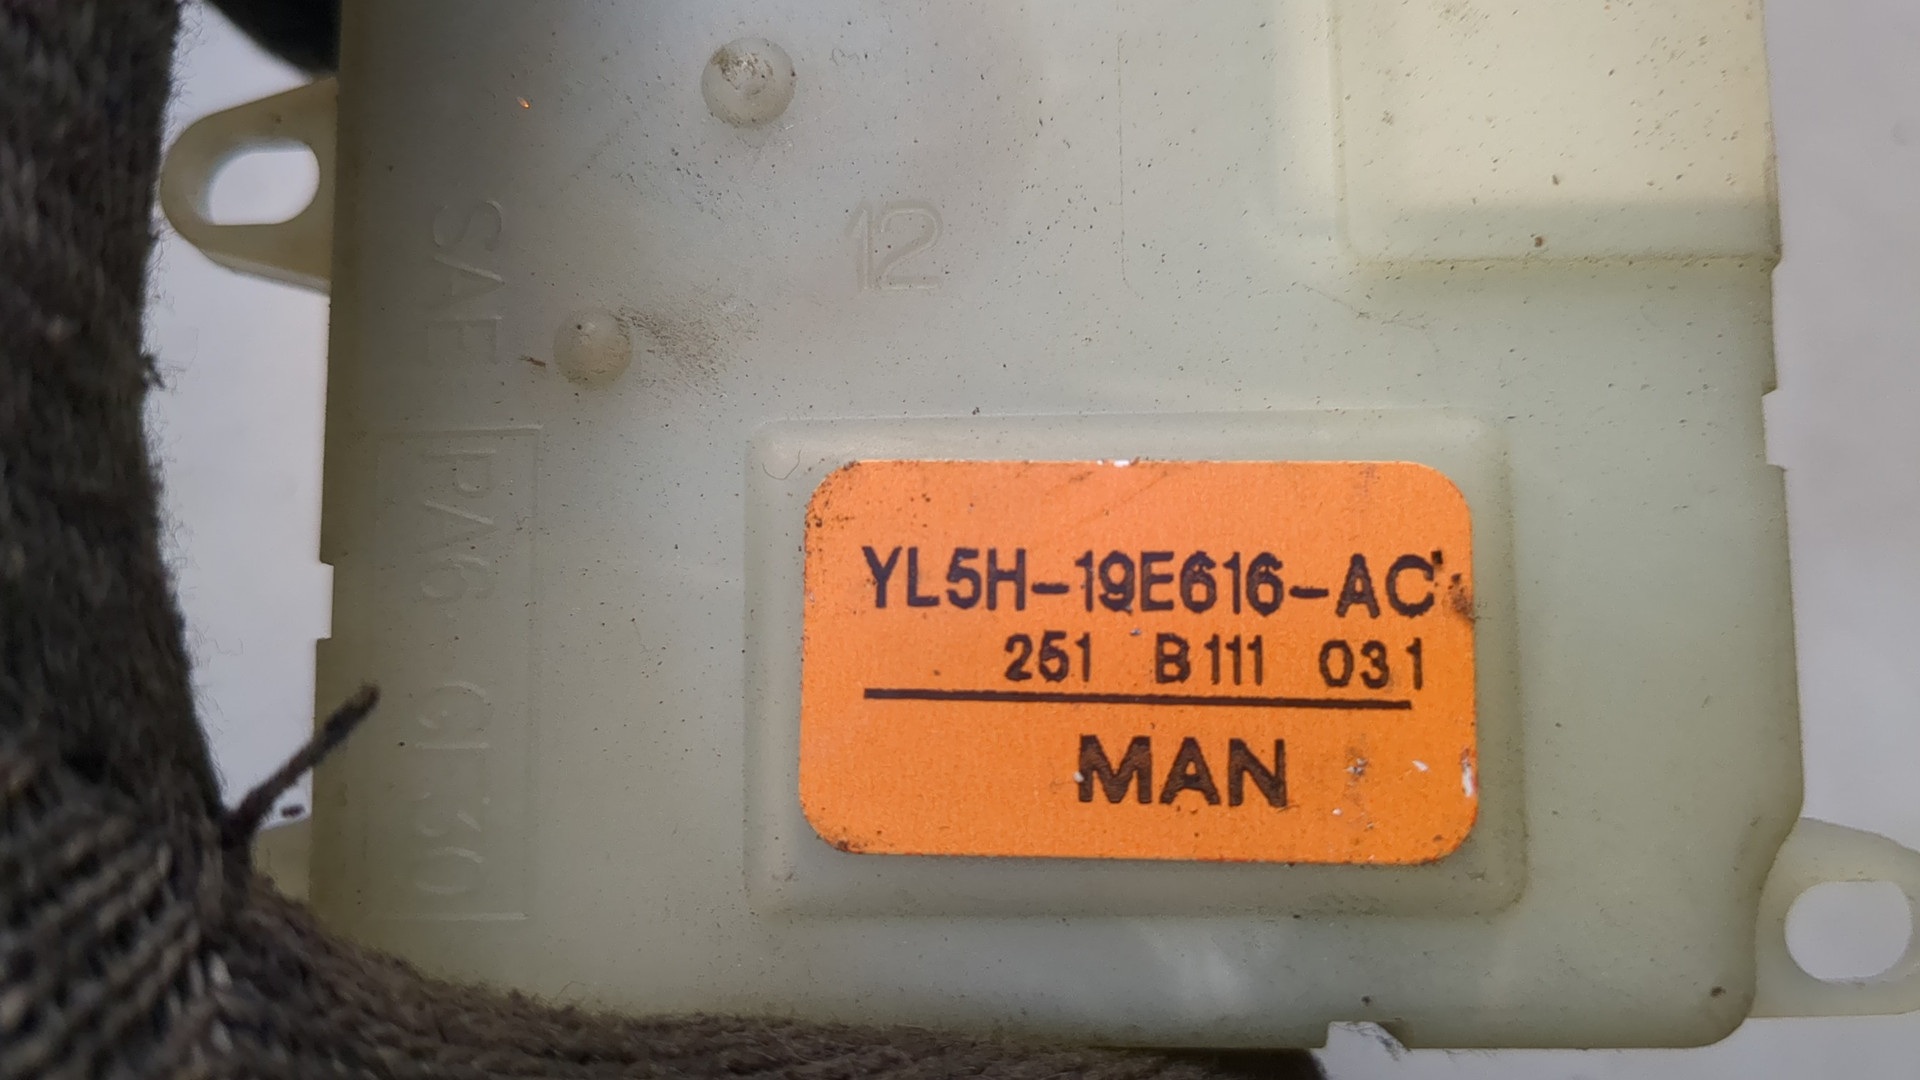 12
SAE
PA6-GF30
YL5H-19E616-AC
251 B111 031
MAN